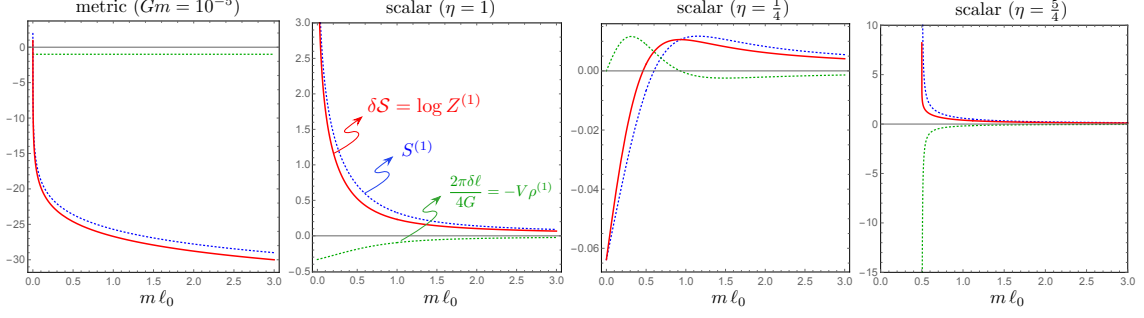 metric (Gm = 10⁻⁵)
0
−5
−10
−15
−20
−25
−30
0.0 0.5 1.0 1.5 2.0 2.5 3.0
m ℓ₀
scalar (η = 1)
3.0
2.5
2.0
1.5
1.0
0.5
0.0
−0.5
δS = log Z⁽¹⁾
S⁽¹⁾
2πδℓ/4G = −Vρ⁽¹⁾
0.0 0.5 1.0 1.5 2.0 2.5 3.0
m ℓ₀
scalar (η = 1/4)
0.00
−0.02
−0.04
−0.06
0.0 0.5 1.0 1.5 2.0 2.5 3.0
m ℓ₀
scalar (η = 5/4)
10
5
0
−5
−10
−15
0.0 0.5 1.0 1.5 2.0 2.5 3.0
m ℓ₀